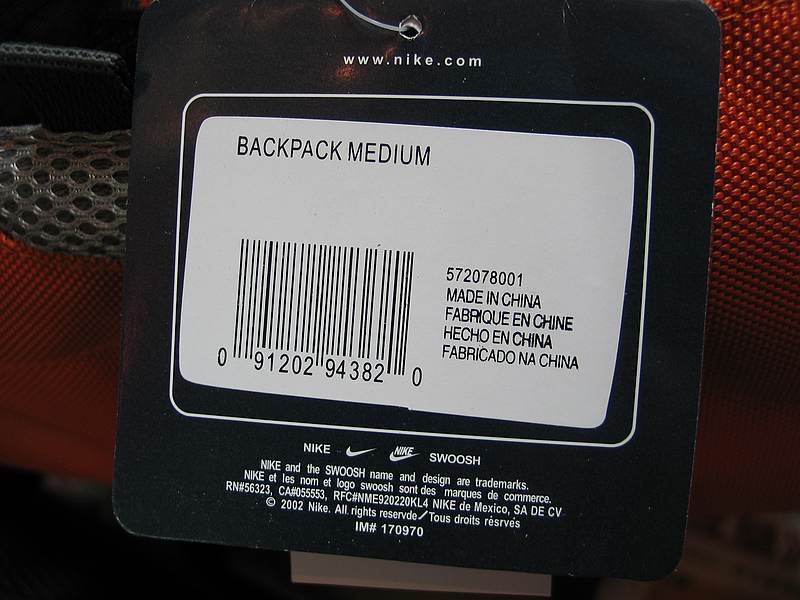 www.nike.com
BACKPACK MEDIUM
572078001
MADE IN CHINA
FABRIQUE EN CHINE
HECHO EN CHINA
FABRICADO NA CHINA
0 91202 94382 0
NIKE NIKE SWOOSH
NIKE and the SWOOSH name and design are trademarks.
NIKE et les nom et logo swoosh sont des marques de commerce.
RN#56323, CA#055553, RFC#NME920220KL4 NIKE de Mexico, SA DE CV
© 2002 Nike. All rights reservde/Tous droits résrvés
IM# 170970